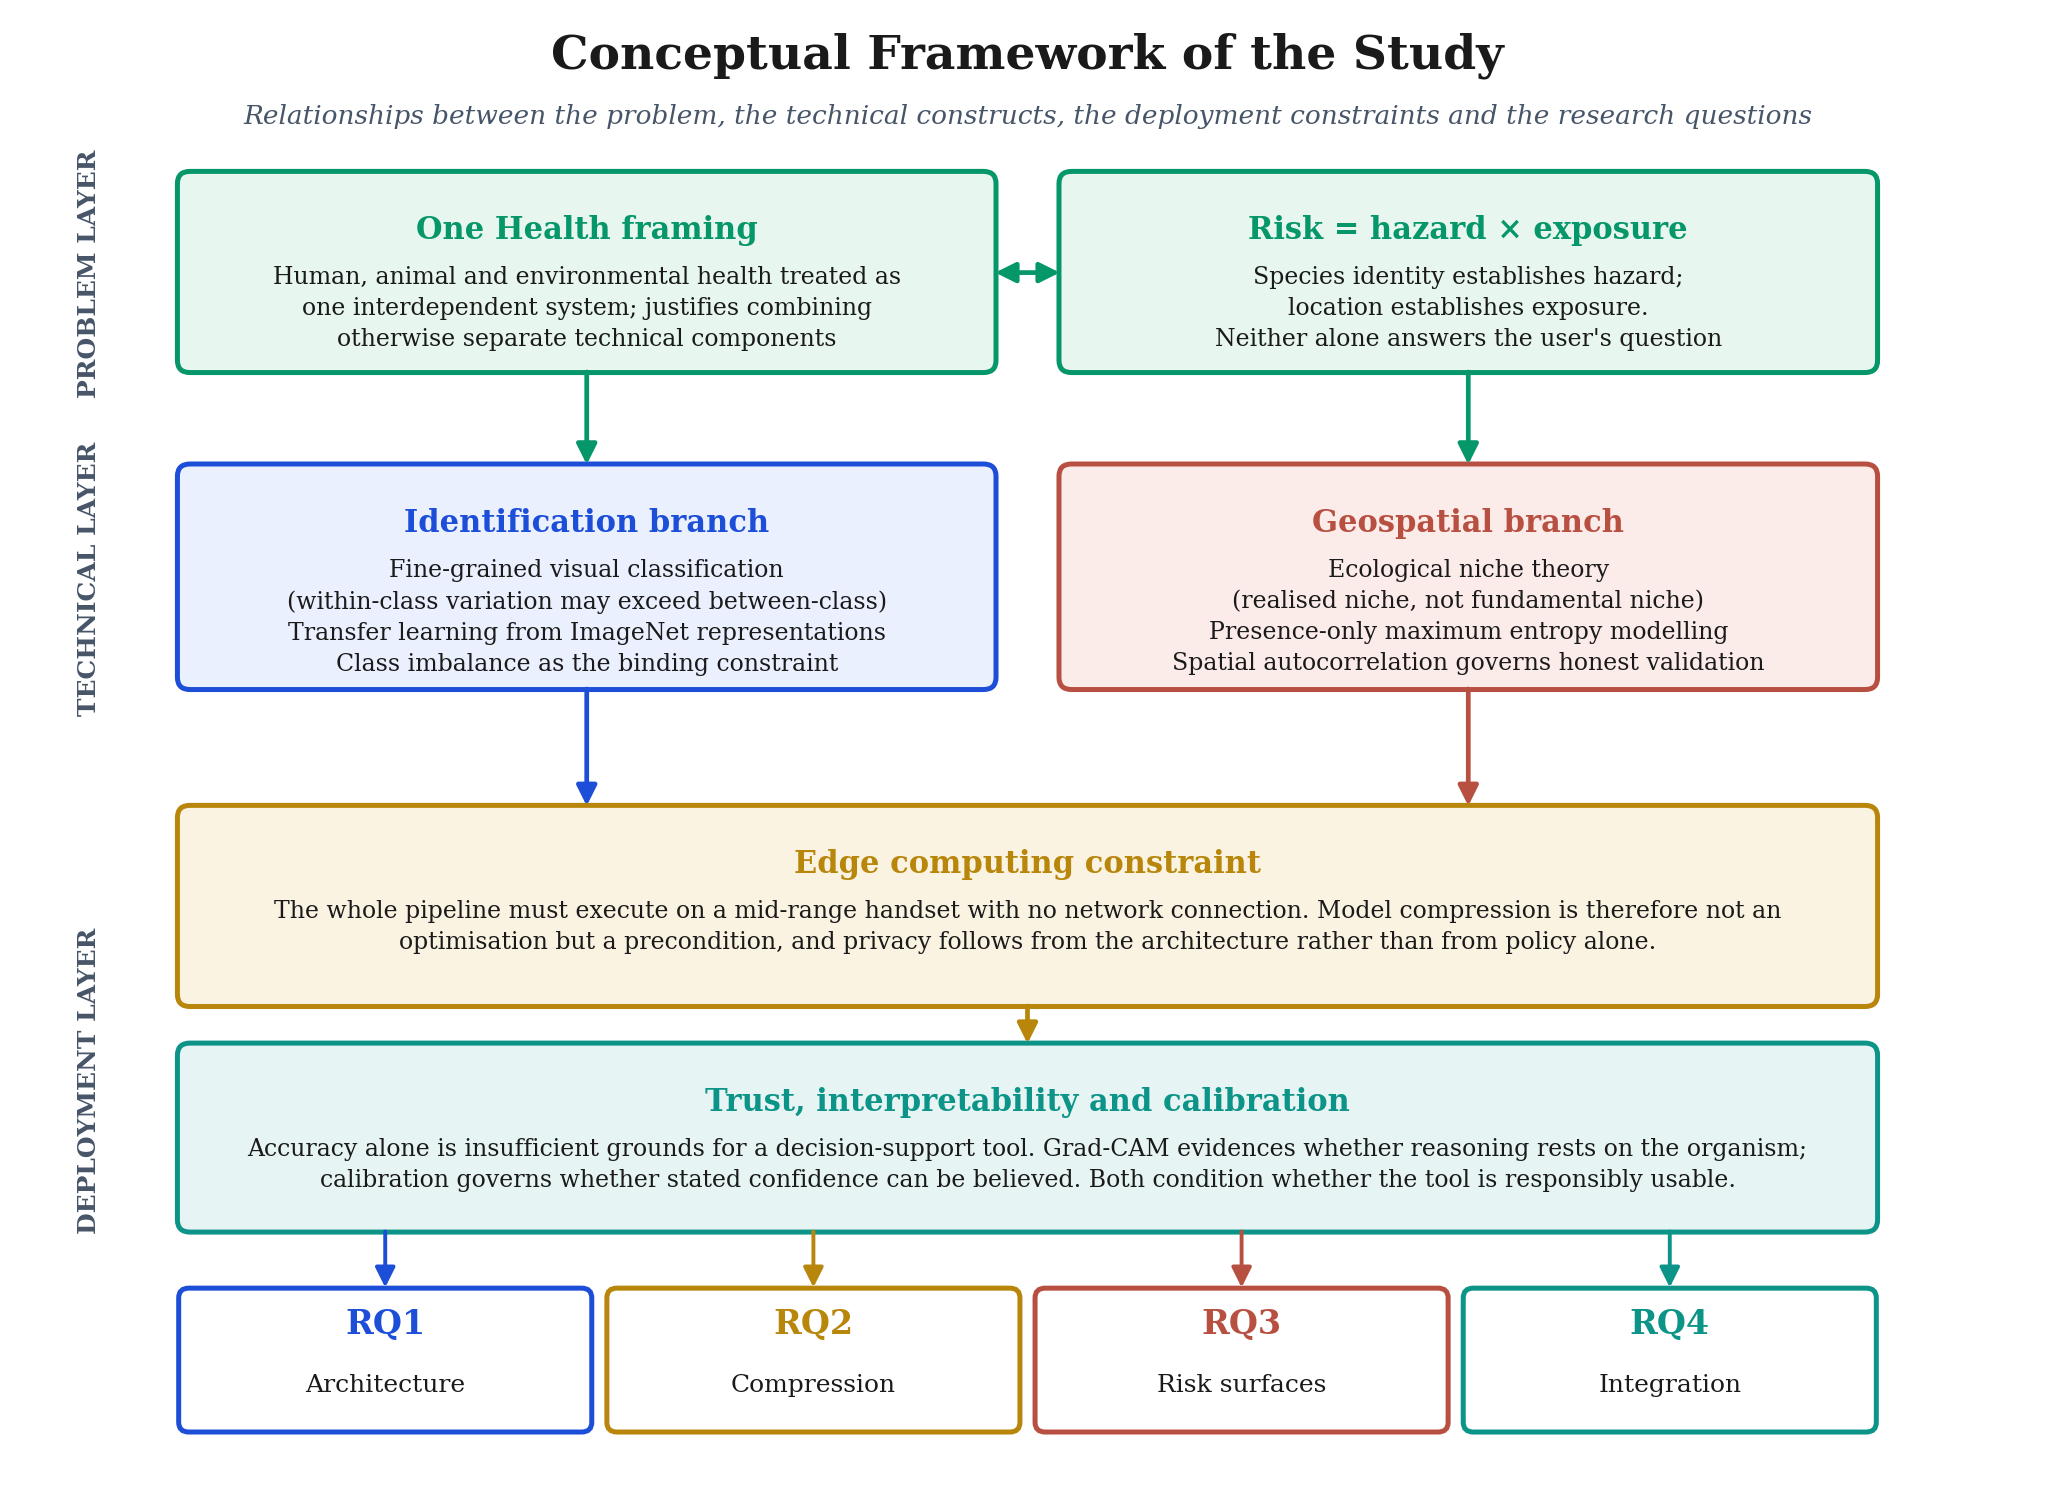 Conceptual Framework of the Study
Relationships between the problem, the technical constructs, the deployment constraints and the research questions
PROBLEM LAYER
One Health framing
Human, animal and environmental health treated as
one interdependent system; justifies combining
otherwise separate technical components
Risk = hazard × exposure
Species identity establishes hazard;
location establishes exposure.
Neither alone answers the user's question
TECHNICAL LAYER
Identification branch
Fine-grained visual classification
(within-class variation may exceed between-class)
Transfer learning from ImageNet representations
Class imbalance as the binding constraint
Geospatial branch
Ecological niche theory
(realised niche, not fundamental niche)
Presence-only maximum entropy modelling
Spatial autocorrelation governs honest validation
DEPLOYMENT LAYER
Edge computing constraint
The whole pipeline must execute on a mid-range handset with no network connection. Model compression is therefore not an
optimisation but a precondition, and privacy follows from the architecture rather than from policy alone.
Trust, interpretability and calibration
Accuracy alone is insufficient grounds for a decision-support tool. Grad-CAM evidences whether reasoning rests on the organism;
calibration governs whether stated confidence can be believed. Both condition whether the tool is responsibly usable.
RQ1
Architecture
RQ2
Compression
RQ3
Risk surfaces
RQ4
Integration